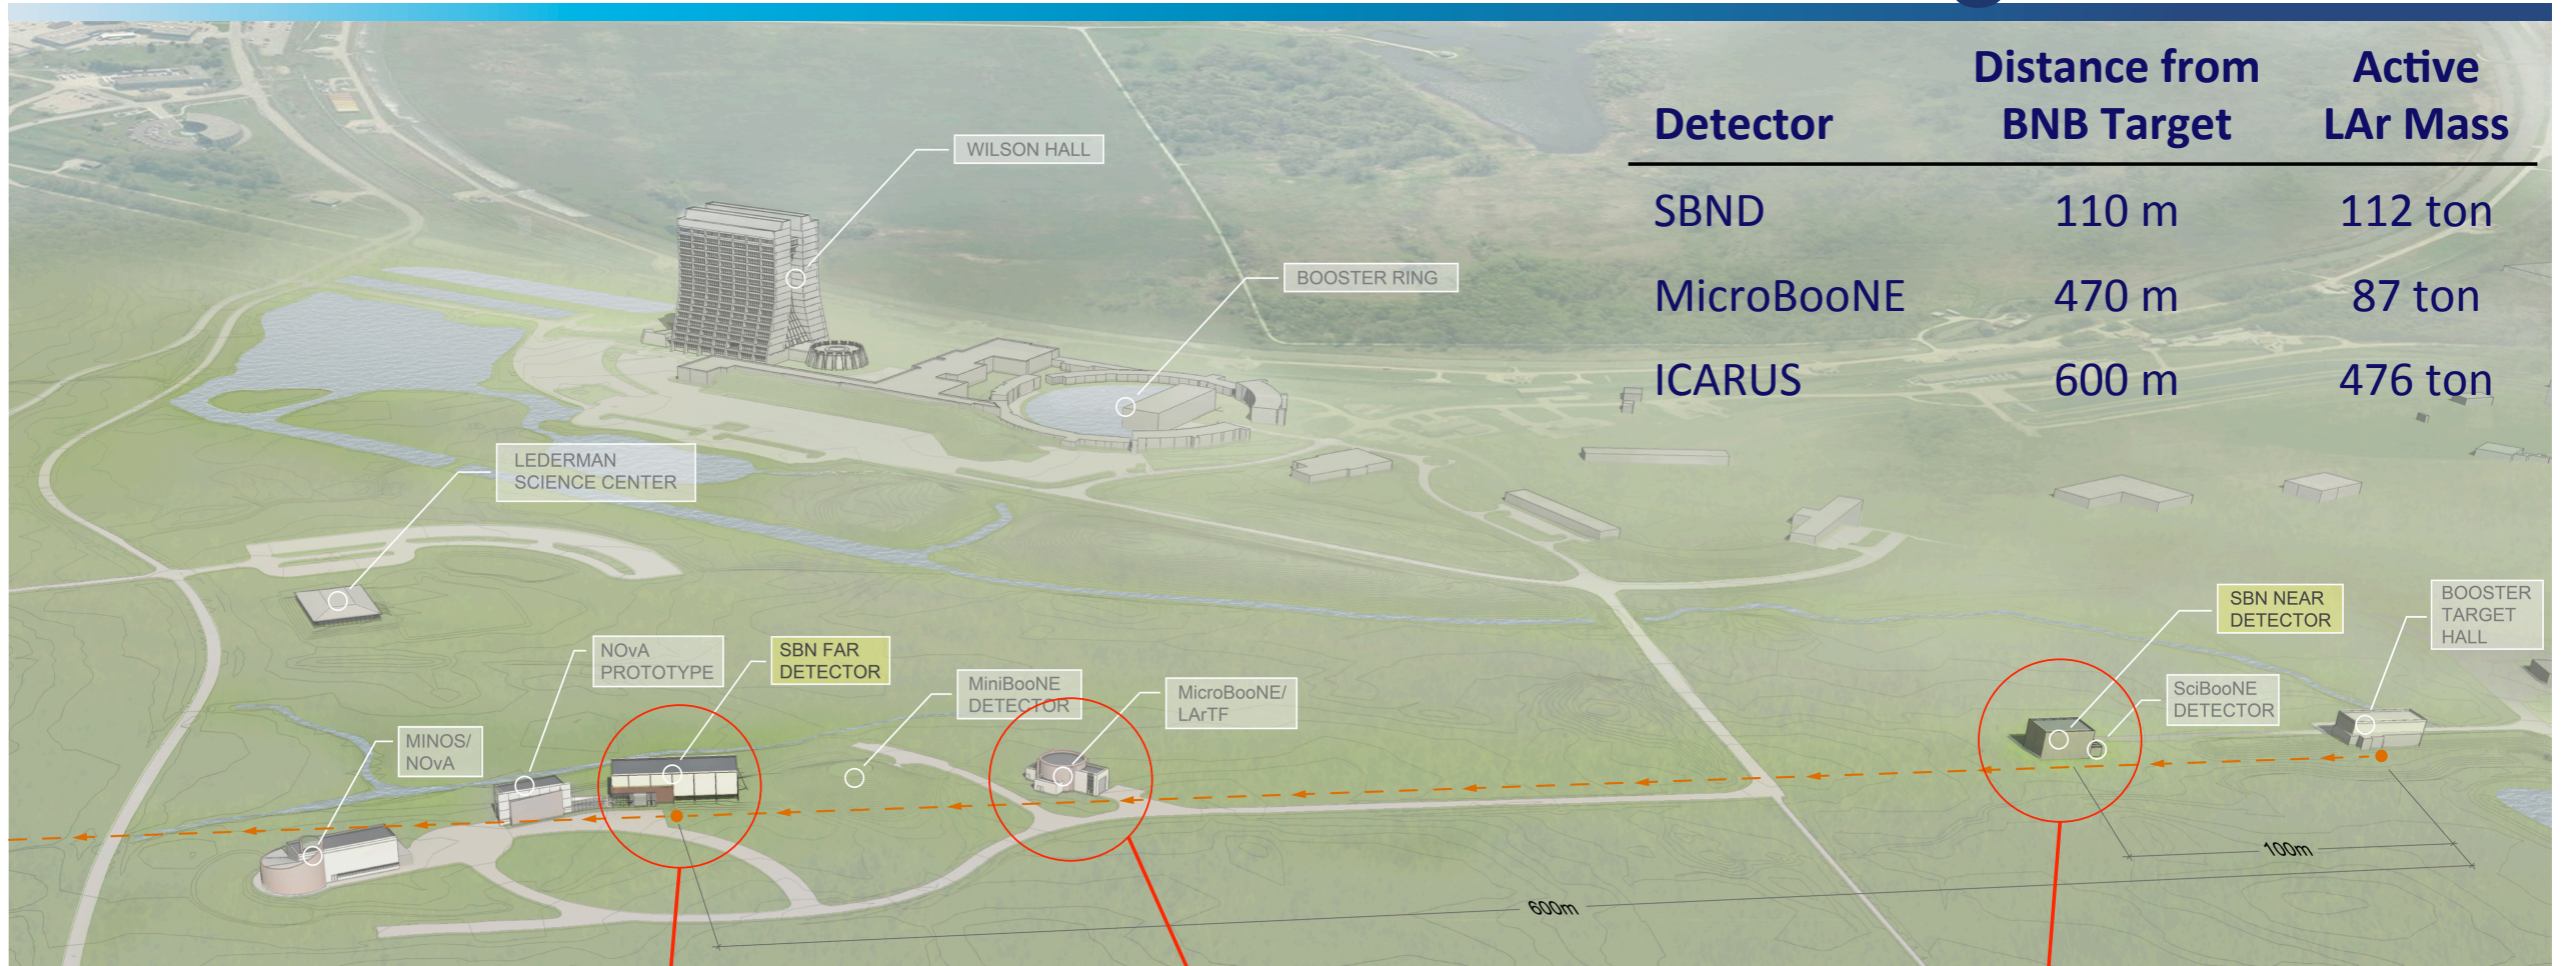 Distance from Active
Detector BNB Target LAr Mass
SBND 110 m 112 ton
MicroBooNE 470 m 87 ton
ICARUS 600 m 476 ton
WILSON HALL
BOOSTER RING
LEDERMAN
SCIENCE CENTER
NOvA
PROTOTYPE
SBN FAR
DETECTOR
MiniBooNE
DETECTOR
MicroBooNE/
LArTF
MINOS/
NOvA
SBN NEAR
DETECTOR
BOOSTER
TARGET
HALL
SciBooNE
DETECTOR
100m
600m